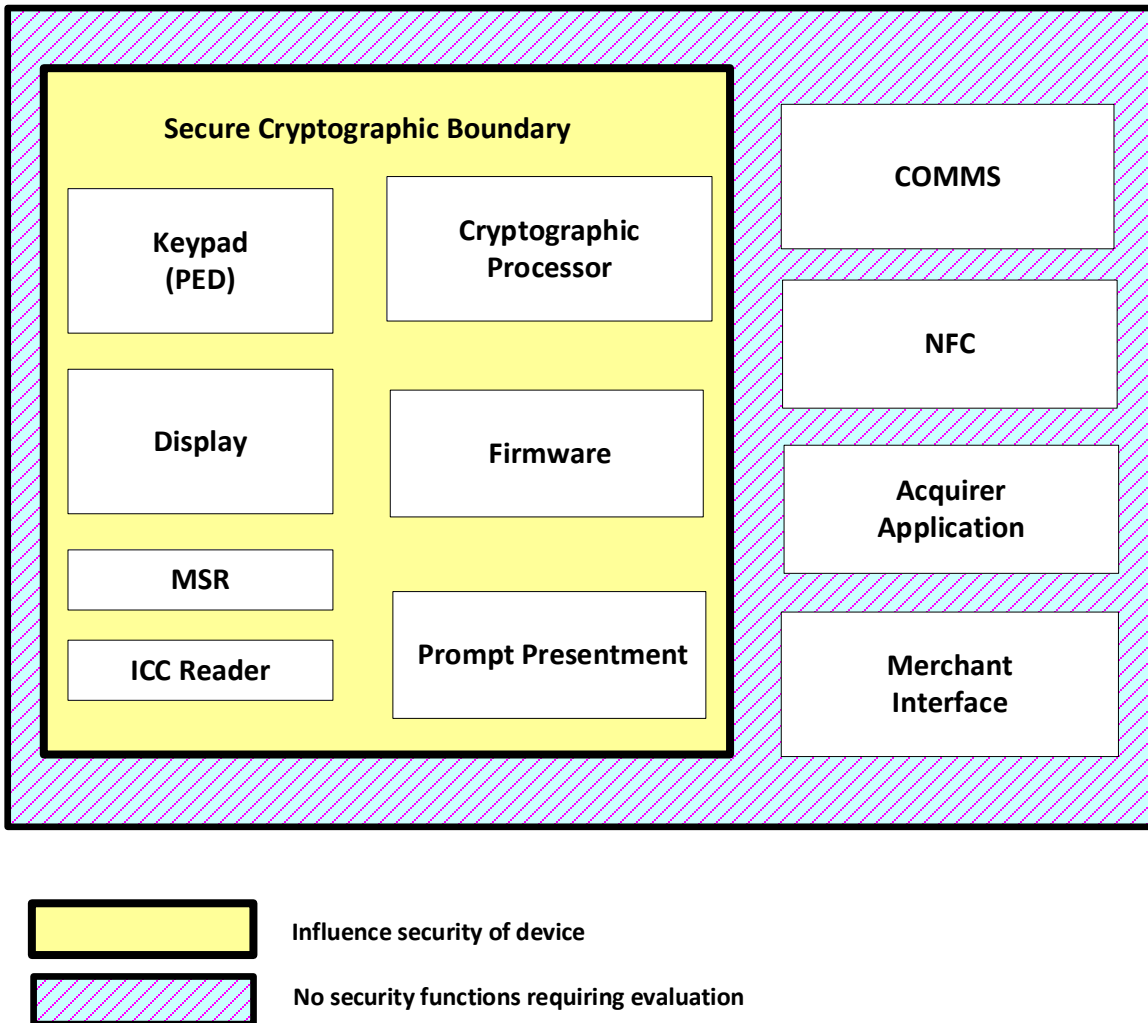 Secure Cryptographic Boundary
Keypad
(PED)
Cryptographic
Processor
Display
Firmware
MSR
ICC Reader
Prompt Presentment
COMMS
NFC
Acquirer
Application
Merchant
Interface
Influence security of device
No security functions requiring evaluation